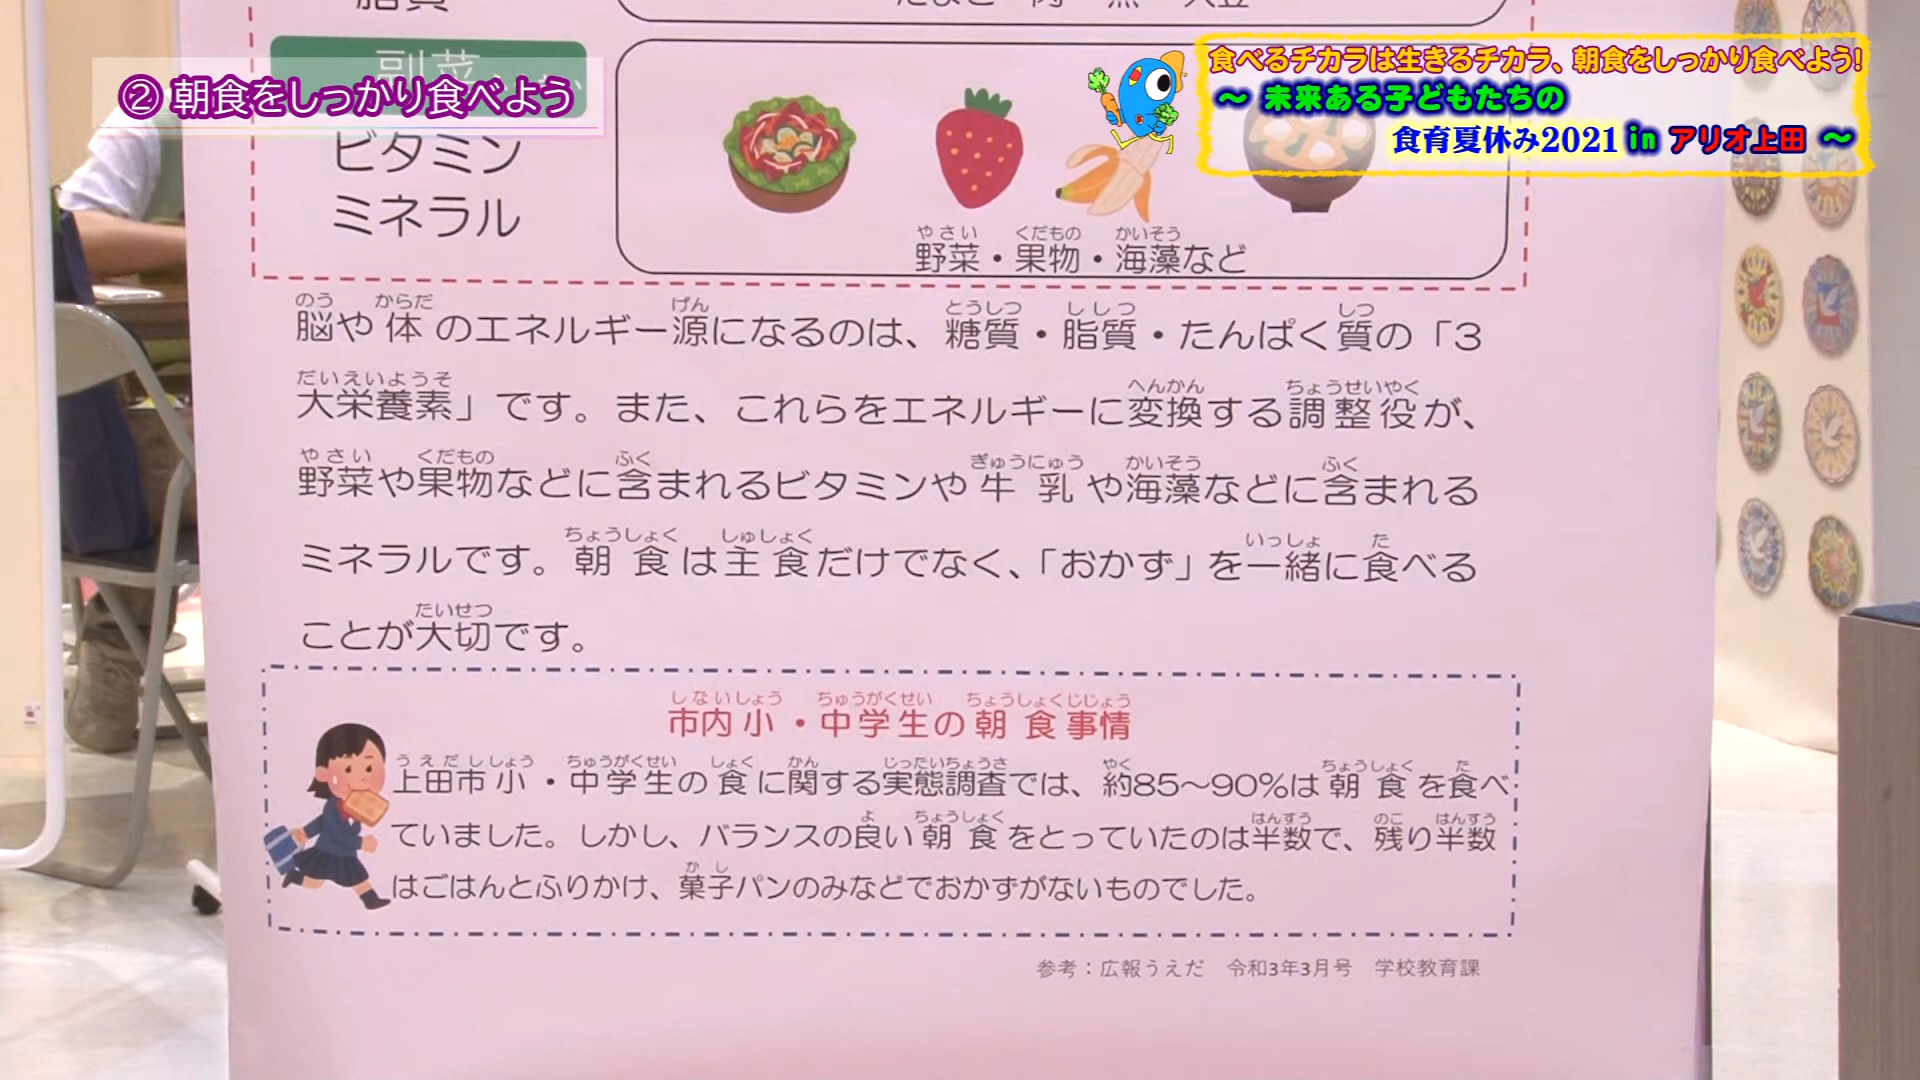 ② 朝食をしっかり食べよう
食べるチカラは生きるチカラ、朝食をしっかり食べよう!
～ 未来ある子どもたちの
食育夏休み2021 in アリオ上田 ～
副菜
ビタミン
ミネラル
やさい くだもの かいそう
野菜・果物・海藻など
のう からだ げん とうしつ ししつ しつ
脳や体のエネルギー源になるのは、糖質・脂質・たんぱく質の「3
だいえいようそ へんかん ちょうせいやく
大栄養素」です。また、これらをエネルギーに変換する調整役が、
やさい くだもの ふく ぎゅうにゅう かいそう ふく
野菜や果物などに含まれるビタミンや牛乳や海藻などに含まれる
ちょうしょく しゅしょく いっしょ た
ミネラルです。朝食は主食だけでなく、「おかず」を一緒に食べる
たいせつ
ことが大切です。
しないしょう ちゅうがくせい ちょうしょくじじょう
市内小・中学生の朝食事情
うえだししょう ちゅうがくせい しょく かん じったいちょうさ やく ちょうしょく た
上田市小・中学生の食に関する実態調査では、約85～90%は朝食を食べ
よ ちょうしょく はんすう のこ はんすう
ていました。しかし、バランスの良い朝食をとっていたのは半数で、残り半数
かし
はごはんとふりかけ、菓子パンのみなどでおかずがないものでした。
参考：広報うえだ 令和3年3月号 学校教育課